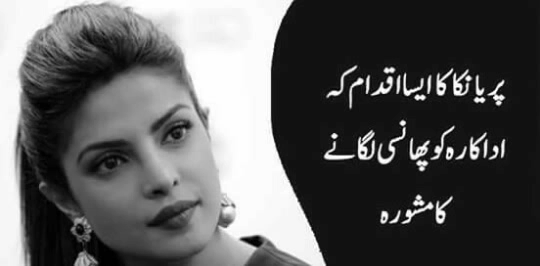 پریانکا کا ایسا اقدام کہ
اداکارہ کو پھانسی لگانے
کا مشورہ